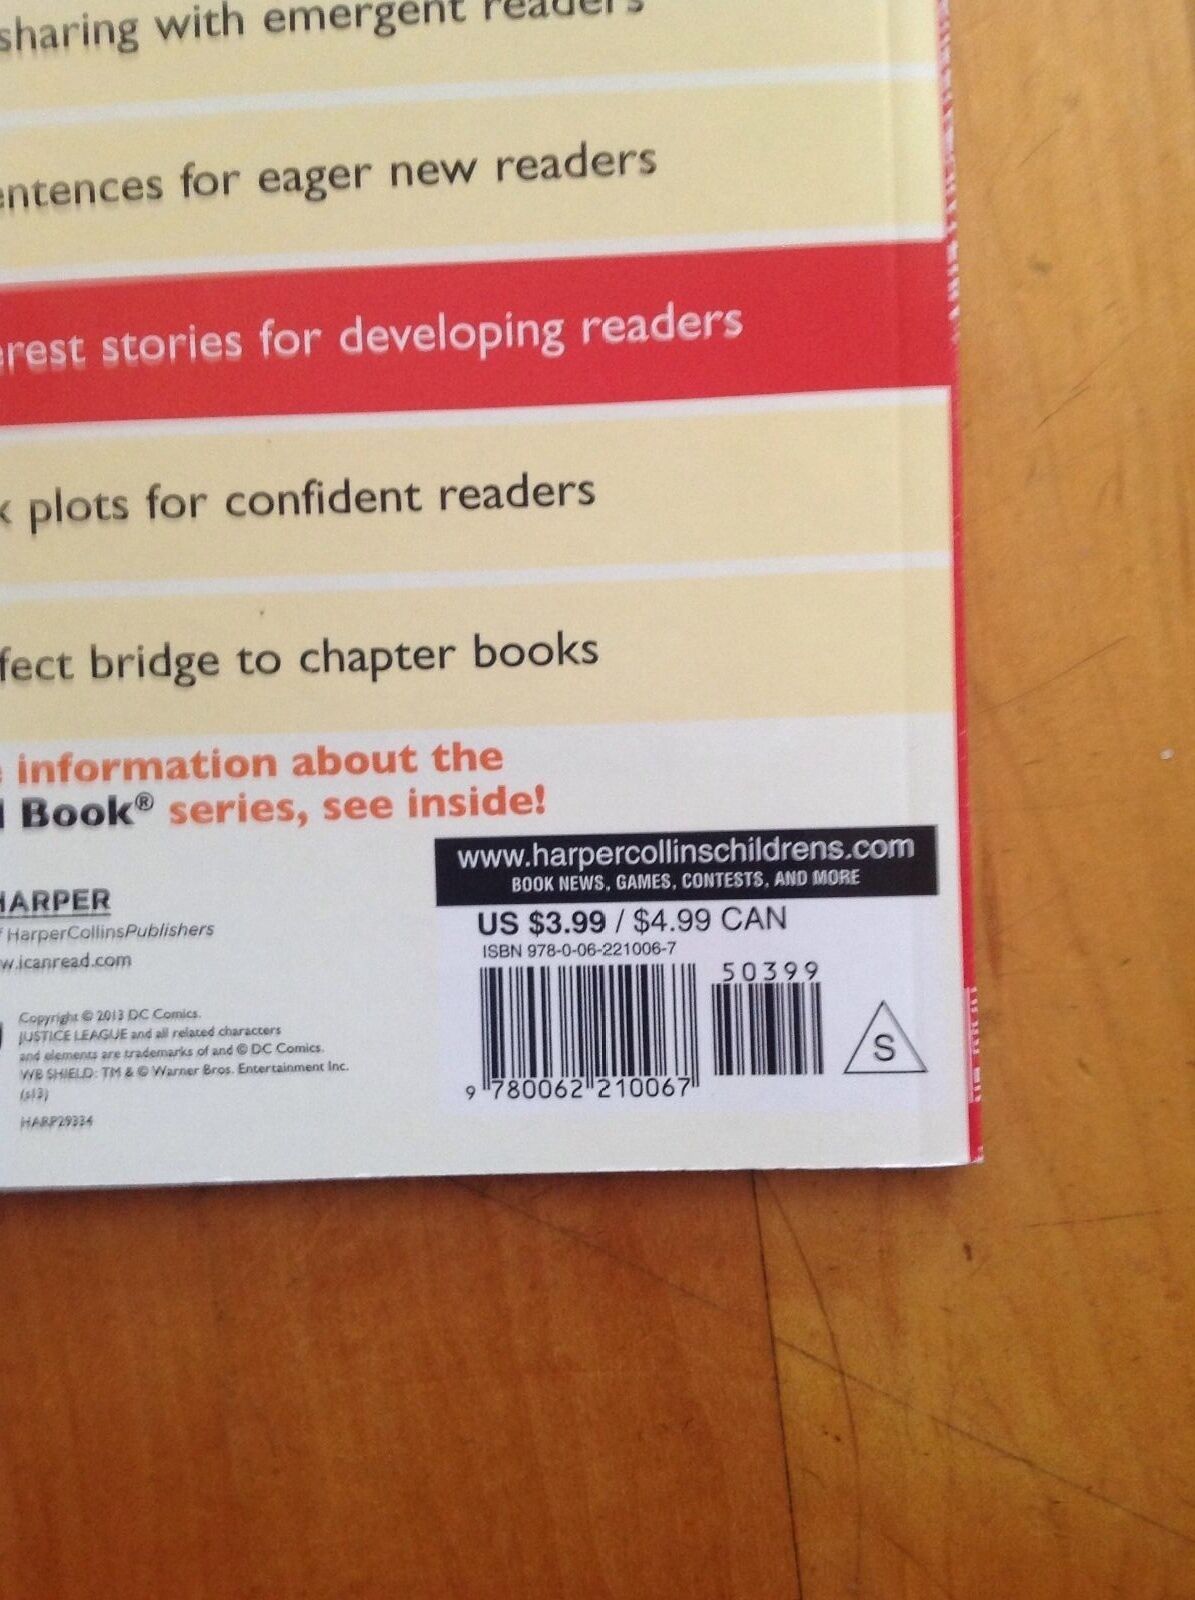 sharing with emergent readers
entences for eager new readers
erest stories for developing readers
x plots for confident readers
fect bridge to chapter books
e information about the
Book® series, see inside!
www.harpercollinschildrens.com
BOOK NEWS, GAMES, CONTESTS, AND MORE
US $3.99 / $4.99 CAN
ISBN 978-0-06-221006-7
50399
9 780062 210067
S
HARPER
f HarperCollinsPublishers
w.icanread.com
Copyright © 2013 DC Comics.
JUSTICE LEAGUE and all related characters
and elements are trademarks of and © DC Comics.
WB SHIELD: TM & © Warner Bros. Entertainment Inc.
(s13)
HARP29334